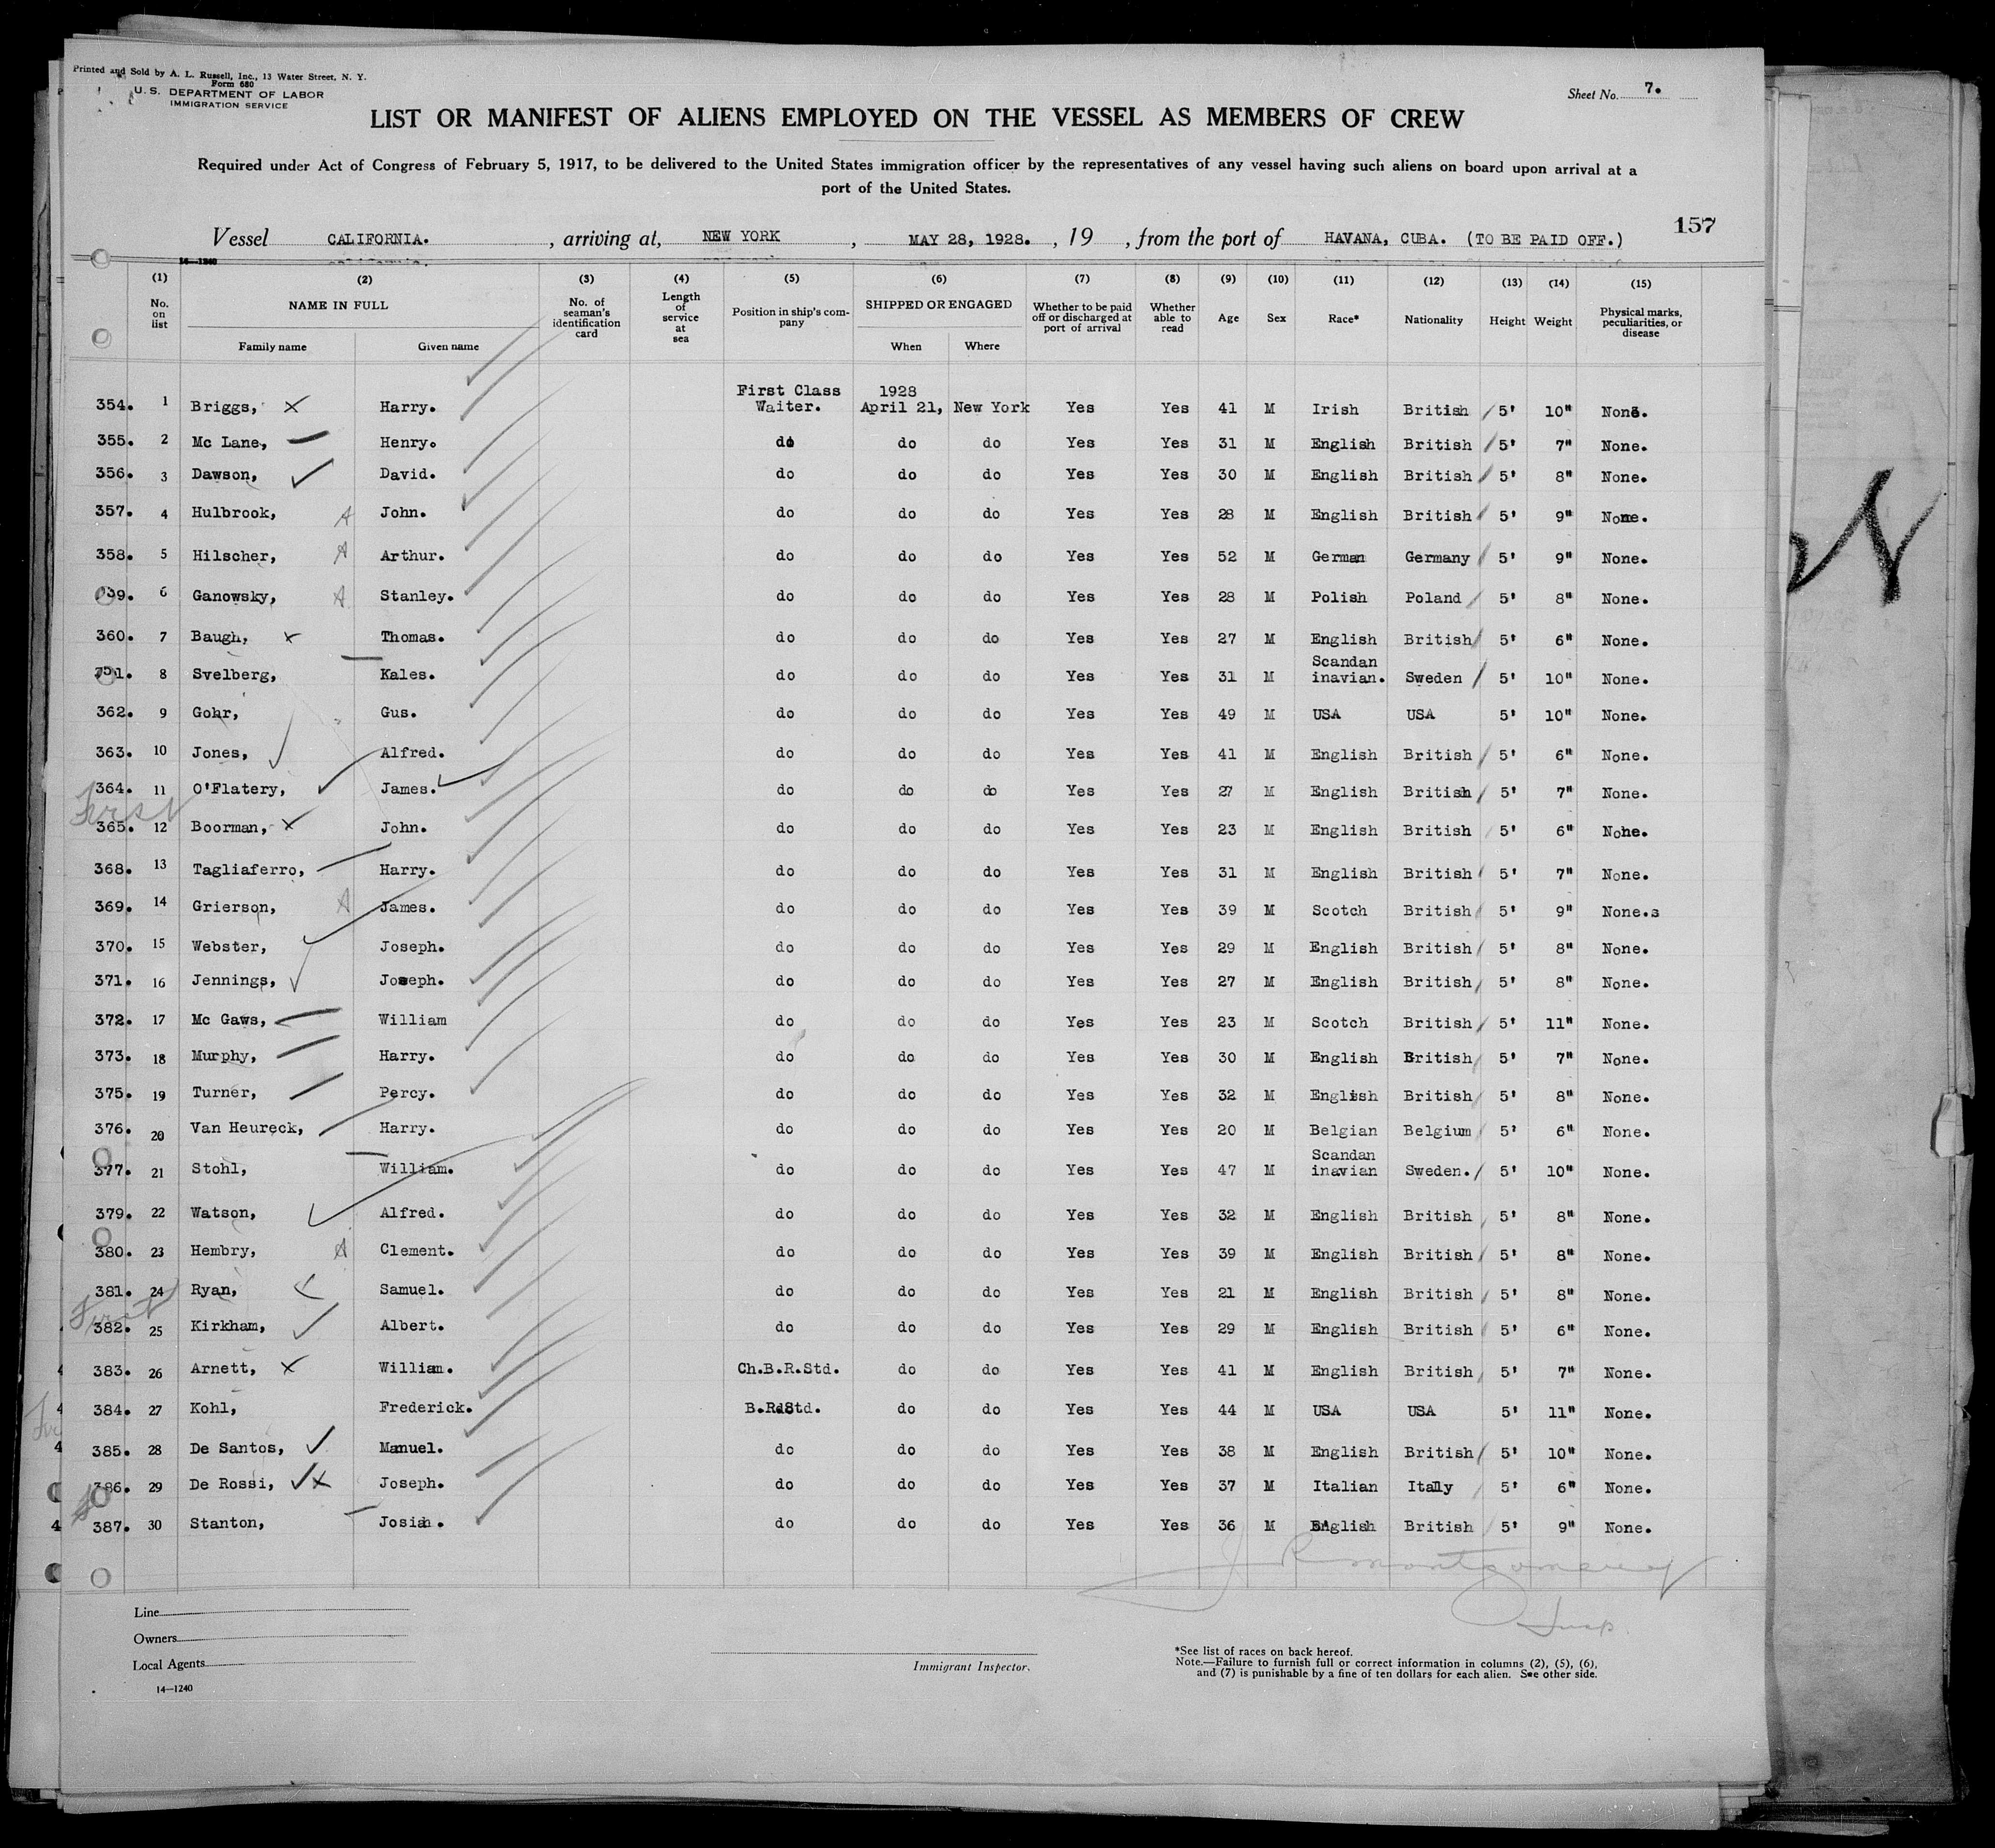 Printed and Sold by A. L. Russell, Inc., 13 Water Street, N. Y.
Form 680
U. S. DEPARTMENT OF LABOR
IMMIGRATION SERVICE
Sheet No. 7.
LIST OR MANIFEST OF ALIENS EMPLOYED ON THE VESSEL AS MEMBERS OF CREW
Required under Act of Congress of February 5, 1917, to be delivered to the United States immigration officer by the representatives of any vessel having such aliens on board upon arrival at a
port of the United States.
157
Vessel CALIFORNIA. , arriving at, NEW YORK , MAY 28, 1928. , 19 , from the port of HAVANA, CUBA. (TO BE PAID OFF.)
14—1240
(1) (2) (3) (4) (5) (6) (7) (8) (9) (10) (11) (12) (13) (14) (15)
No. on list NAME IN FULL Family name Given name No. of seaman's identification card Length of service at sea Position in ship's company SHIPPED OR ENGAGED When Where Whether to be paid off or discharged at port of arrival Whether able to read Age Sex Race* Nationality Height Weight Physical marks, peculiarities, or disease
First Class 1928
354. 1 Briggs, X Harry. Waiter. April 21, New York Yes Yes 41 M Irish British 5' 10" None.
355. 2 Mc Lane, Henry. do do do Yes Yes 31 M English British 5' 7" None.
356. 3 Dawson, David. do do do Yes Yes 30 M English British 5' 8" None.
357. 4 Hulbrook, A John. do do do Yes Yes 28 M English British 5' 9" None.
358. 5 Hilscher, A Arthur. do do do Yes Yes 52 M German Germany 5' 9" None.
359. 6 Ganowsky, A Stanley. do do do Yes Yes 28 M Polish Poland 5' 8" None.
360. 7 Baugh, x Thomas. do do do Yes Yes 27 M English British 5' 6" None.
Scandan
8 Svelberg, Kales. do do do Yes Yes 31 M inavian. Sweden 5' 10" None.
362. 9 Gohr, Gus. do do do Yes Yes 49 M USA USA 5' 10" None.
363. 10 Jones, Alfred. do do do Yes Yes 41 M English British 5' 6" None.
364. 11 O'Flatery, James. do do do Yes Yes 27 M English British 5' 7" None.
First
365. 12 Boorman, X John. do do do Yes Yes 23 M English British 5' 6" None.
368. 13 Tagliaferro, Harry. do do do Yes Yes 31 M English British 5' 7" None.
369. 14 Grierson, A James. do do do Yes Yes 39 M Scotch British 5' 9" None.s
370. 15 Webster, Joseph. do do do Yes Yes 29 M English British 5' 8" None.
371. 16 Jennings, Joseph. do do do Yes Yes 27 M English British 5' 8" None.
372. 17 Mc Gaws, William do do do Yes Yes 23 M Scotch British 5' 11" None.
373. 18 Murphy, Harry. do do do Yes Yes 30 M English British 5' 7" None.
375. 19 Turner, Percy. do do do Yes Yes 32 M English British 5' 8" None.
376. 20 Van Heureck, Harry. do do do Yes Yes 20 M Belgian Belgium 5' 6" None.
Scandan
377. 21 Stohl, William. do do do Yes Yes 47 M inavian Sweden. 5' 10" None.
379. 22 Watson, Alfred. do do do Yes Yes 32 M English British 5' 8" None.
380. 23 Hembry, A Clement. do do do Yes Yes 39 M English British 5' 8" None.
381. 24 Ryan, Samuel. do do do Yes Yes 21 M English British 5' 8" None.
First
382. 25 Kirkham, Albert. do do do Yes Yes 29 M English British 5' 6" None.
383. 26 Arnett, X William. Ch.B.R.Std. do do Yes Yes 41 M English British 5' 7" None.
384. 27 Kohl, Frederick. B.R.Std. do do Yes Yes 44 M USA USA 5' 11" None.
385. 28 De Santos, Manuel. do do do Yes Yes 38 M English British 5' 10" None.
386. 29 De Rossi, X Joseph. do do do Yes Yes 37 M Italian Italy 5' 6" None.
387. 30 Stanton, Josiah. do do do Yes Yes 36 M English British 5' 9" None.
J R Montgomery
Insp.
Line
Owners
Local Agents
14—1240
Immigrant Inspector.
*See list of races on back hereof.
Note.—Failure to furnish full or correct information in columns (2), (5), (6),
and (7) is punishable by a fine of ten dollars for each alien. See other side.